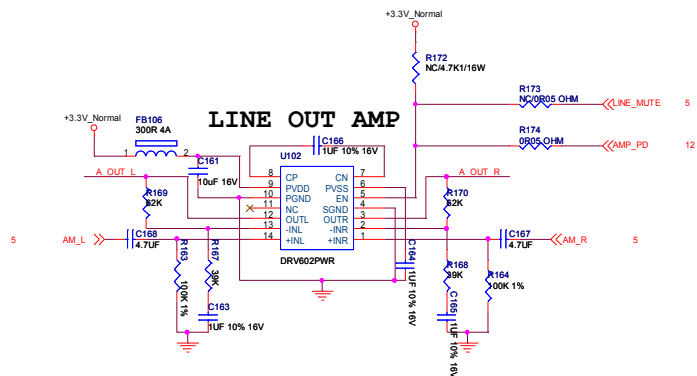 +3.3V_Normal
R172
NC/4.7K1/16W
R173
NC/0R05 OHM
LINE_MUTE 5
+3.3V_Normal
FB106
300R 4A
LINE OUT AMP
R174
0R05 OHM
AMP_PD 12
1 2
C166
1UF 10% 16V
U102
C161
10uF 16V
A_OUT_L
A_OUT_R
R169
62K
R170
62K
8 CP CN 7
9 PVDD PVSS 6
10 PGND EN 5
11 NC SGND 4
12 OUTL OUTR 3
13 -INL -INR 2
14 +INL +INR 1
DRV602PWR
5 AM_L
C168
4.7UF
C167
4.7UF
AM_R 5
R163
100K 1%
R167
39K
C163
1UF 10% 16V
C164
1UF 10% 16V
R168
39K
R164
100K 1%
C165
1UF 10% 16V